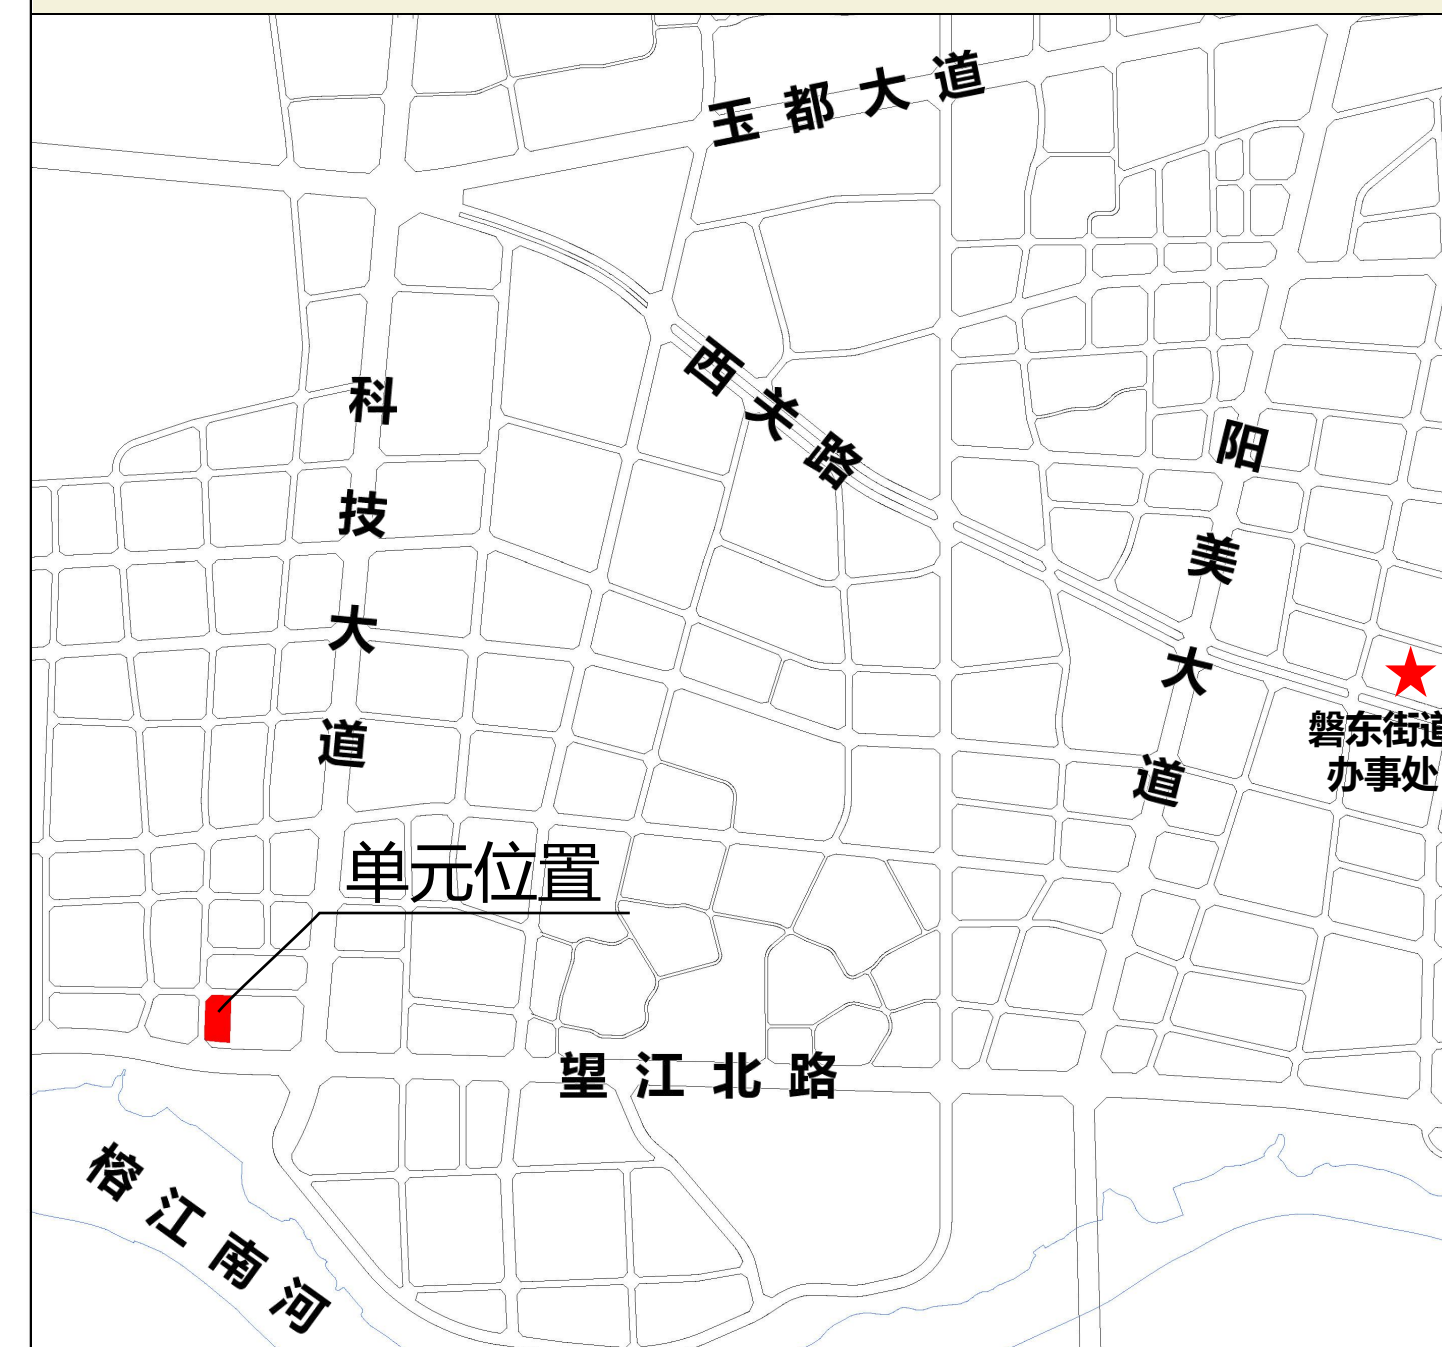 玉都大道
西关路
科技大道
阳美大道
磐东街道
办事处
单元位置
望江北路
榕江南河